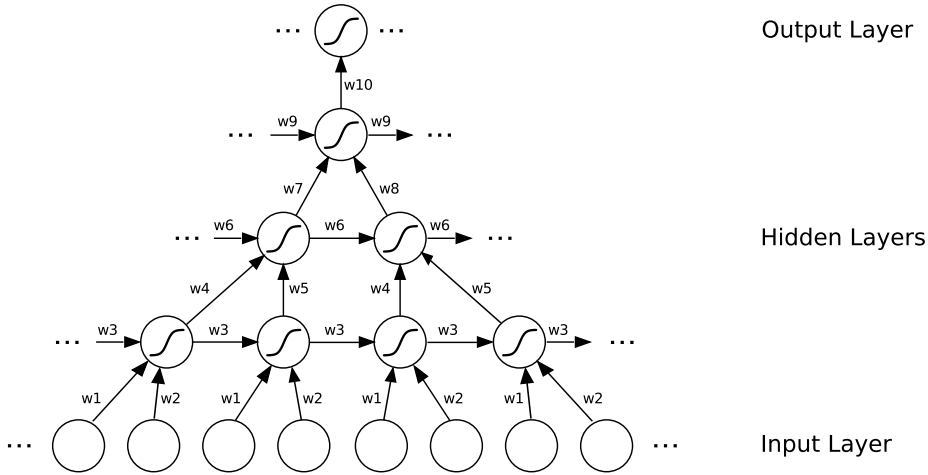 ... ... Output Layer
w10
... w9 w9 ...
w7 w8
... w6 w6 w6 ... Hidden Layers
w4 w5 w4 w5
... w3 w3 w3 w3 w3 ...
w1 w2 w1 w2 w1 w2 w1 w2
... ... Input Layer